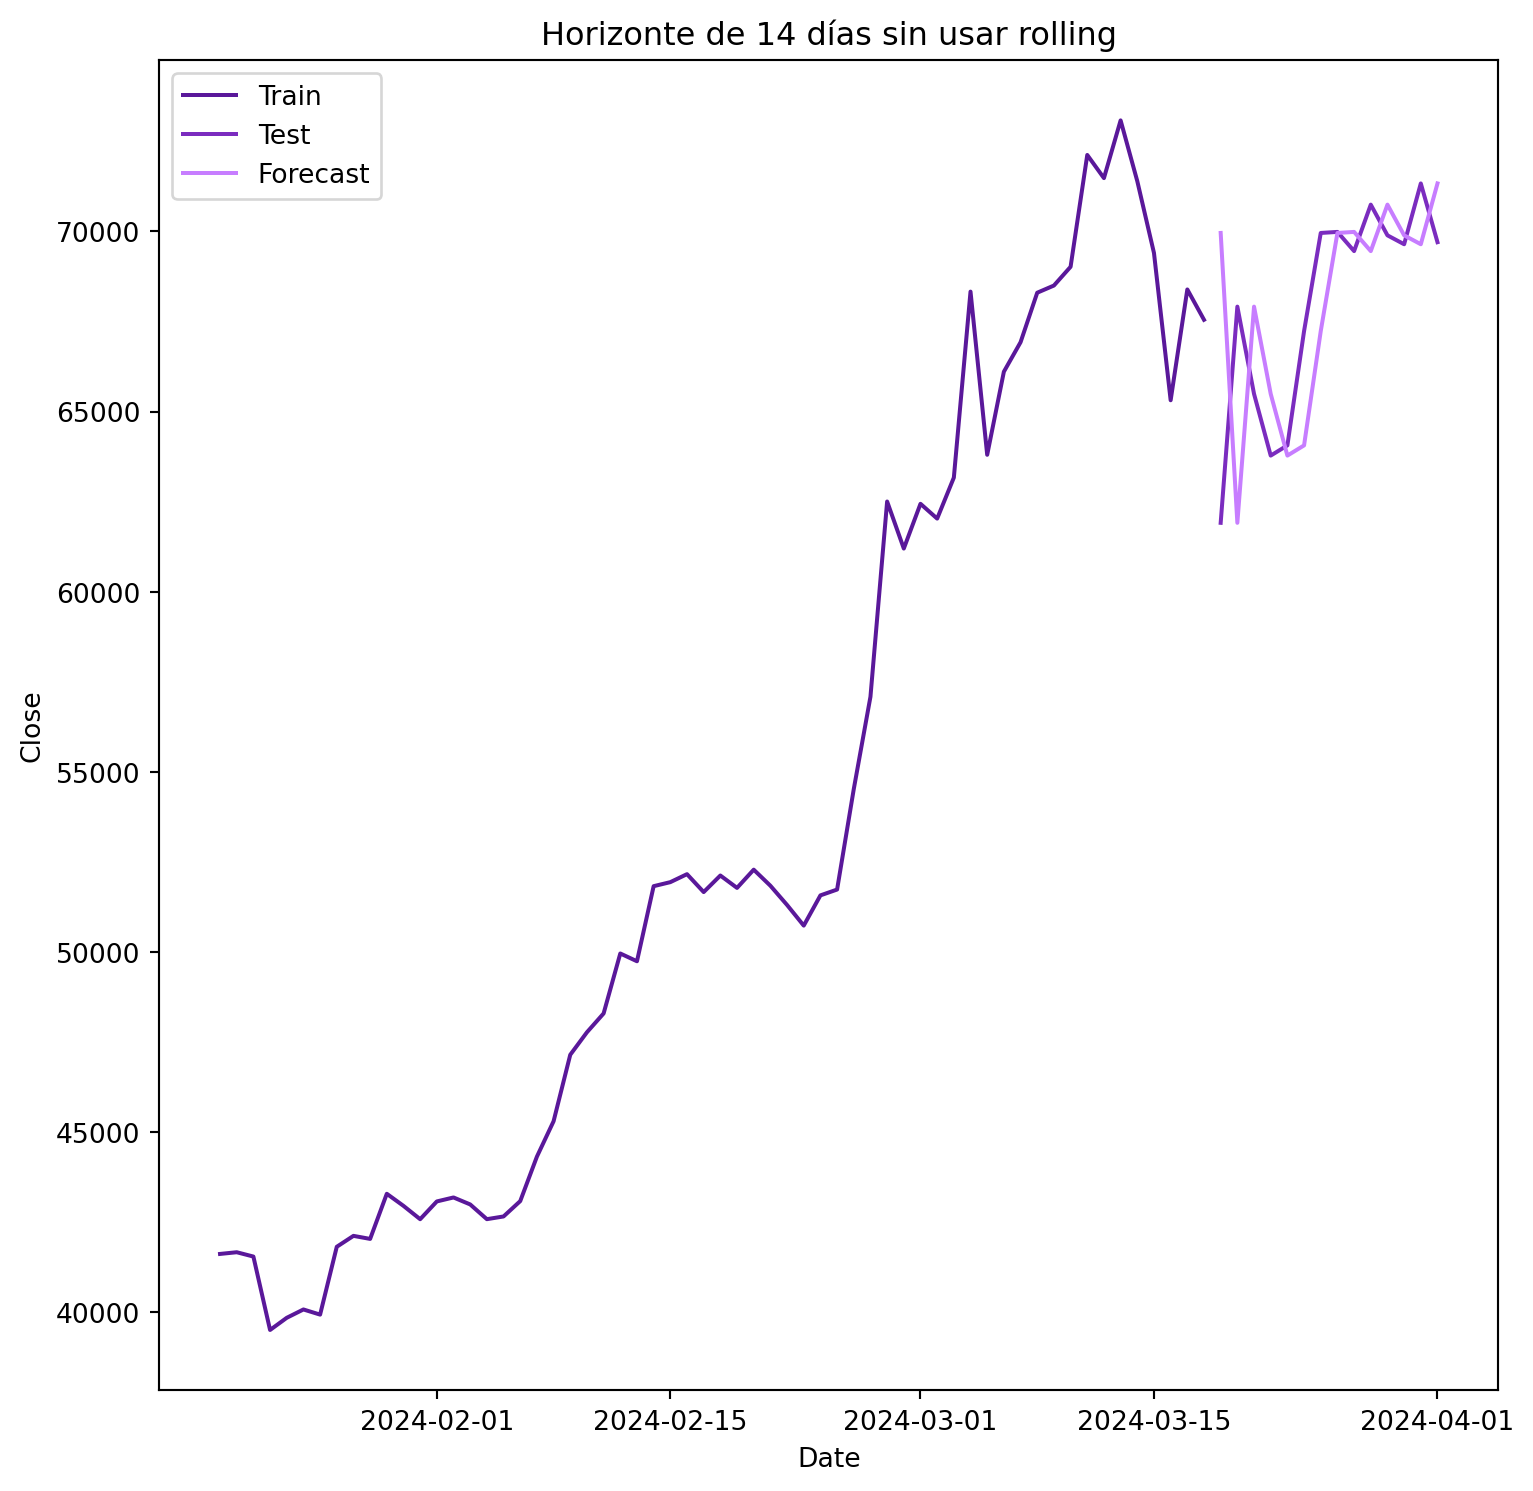 Horizonte de 14 días sin usar rolling
Train
Test
Forecast
70000
65000
60000
55000
50000
45000
40000
Close
2024-02-01 2024-02-15 2024-03-01 2024-03-15 2024-04-01
Date